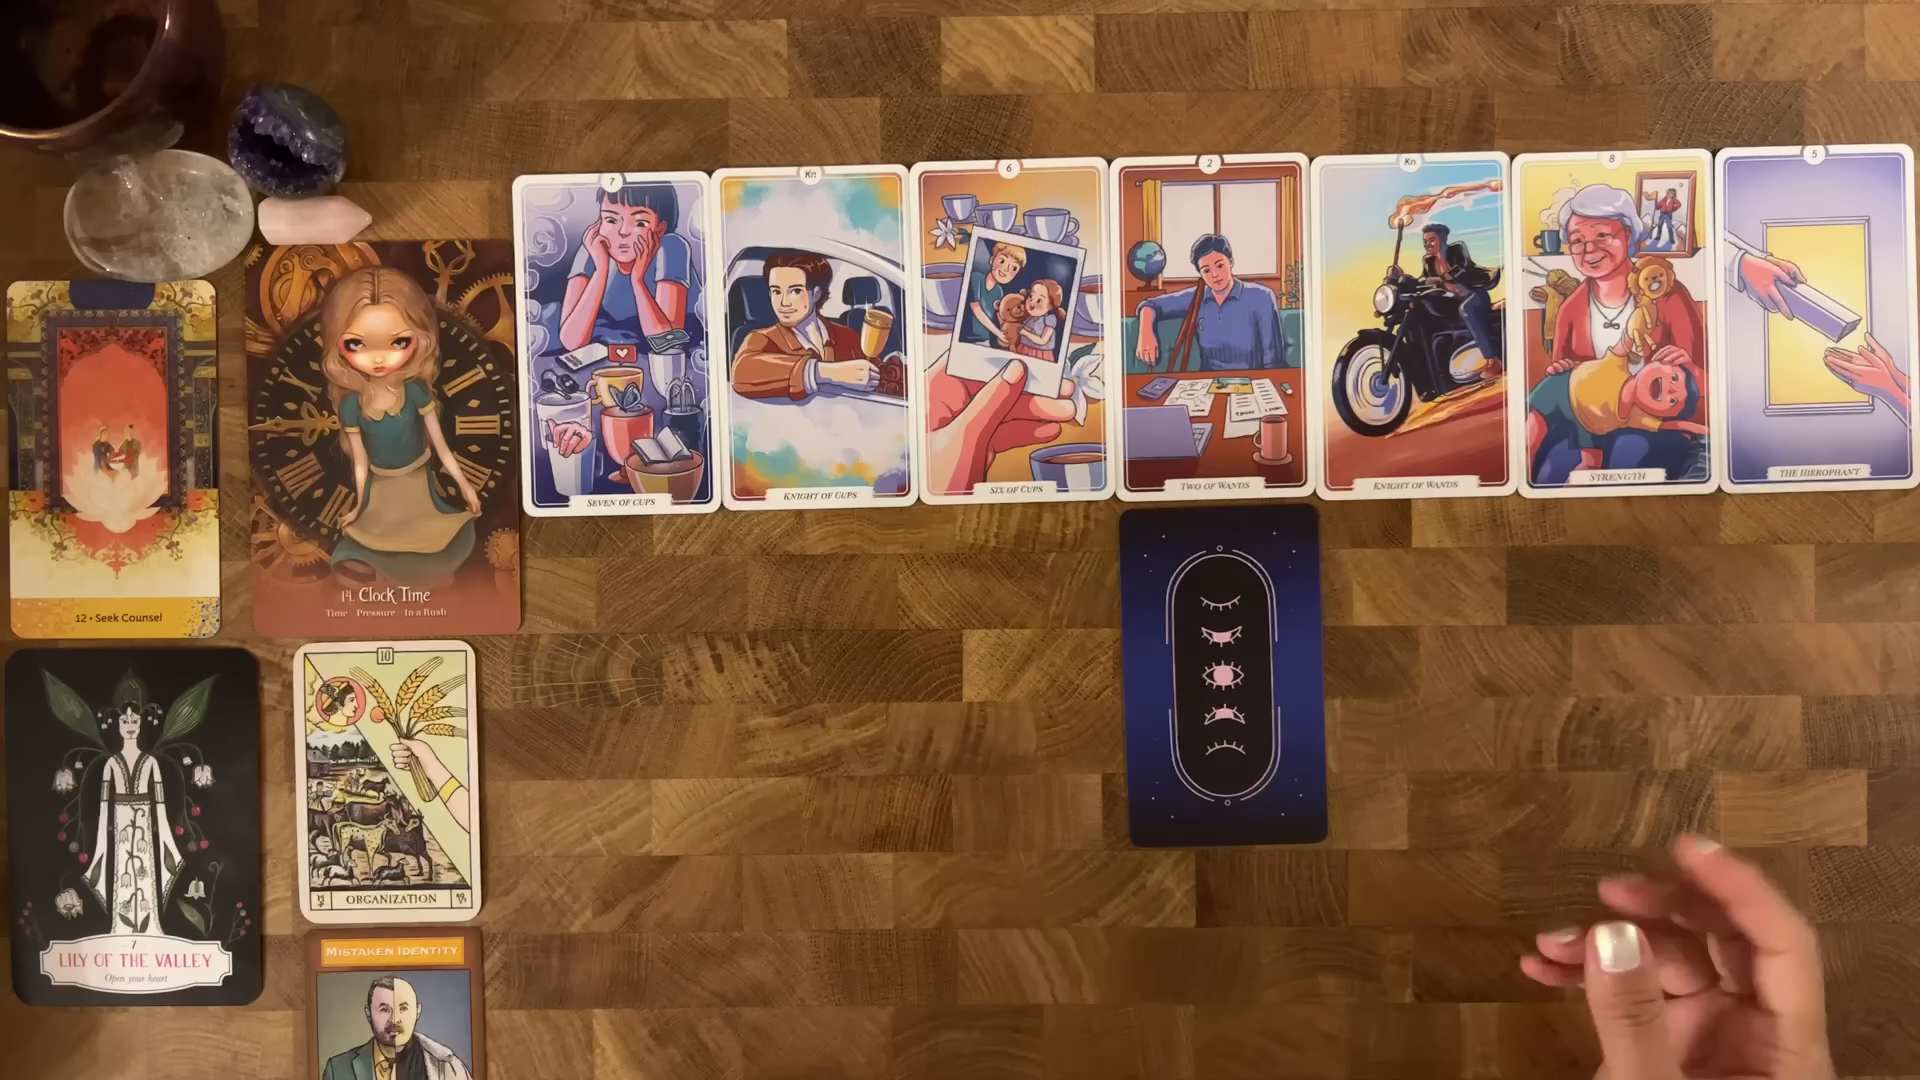 7
SEVEN OF CUPS
Kn
KNIGHT OF CUPS
6
SIX OF CUPS
2
TWO OF WANDS
Kn
KNIGHT OF WANDS
8
STRENGTH
5
THE HIEROPHANT
12 • Seek Counsel
14. Clock Time
Time Pressure In a Rush
7
LILY OF THE VALLEY
Open your heart
10
ORGANIZATION
MISTAKEN IDENTITY